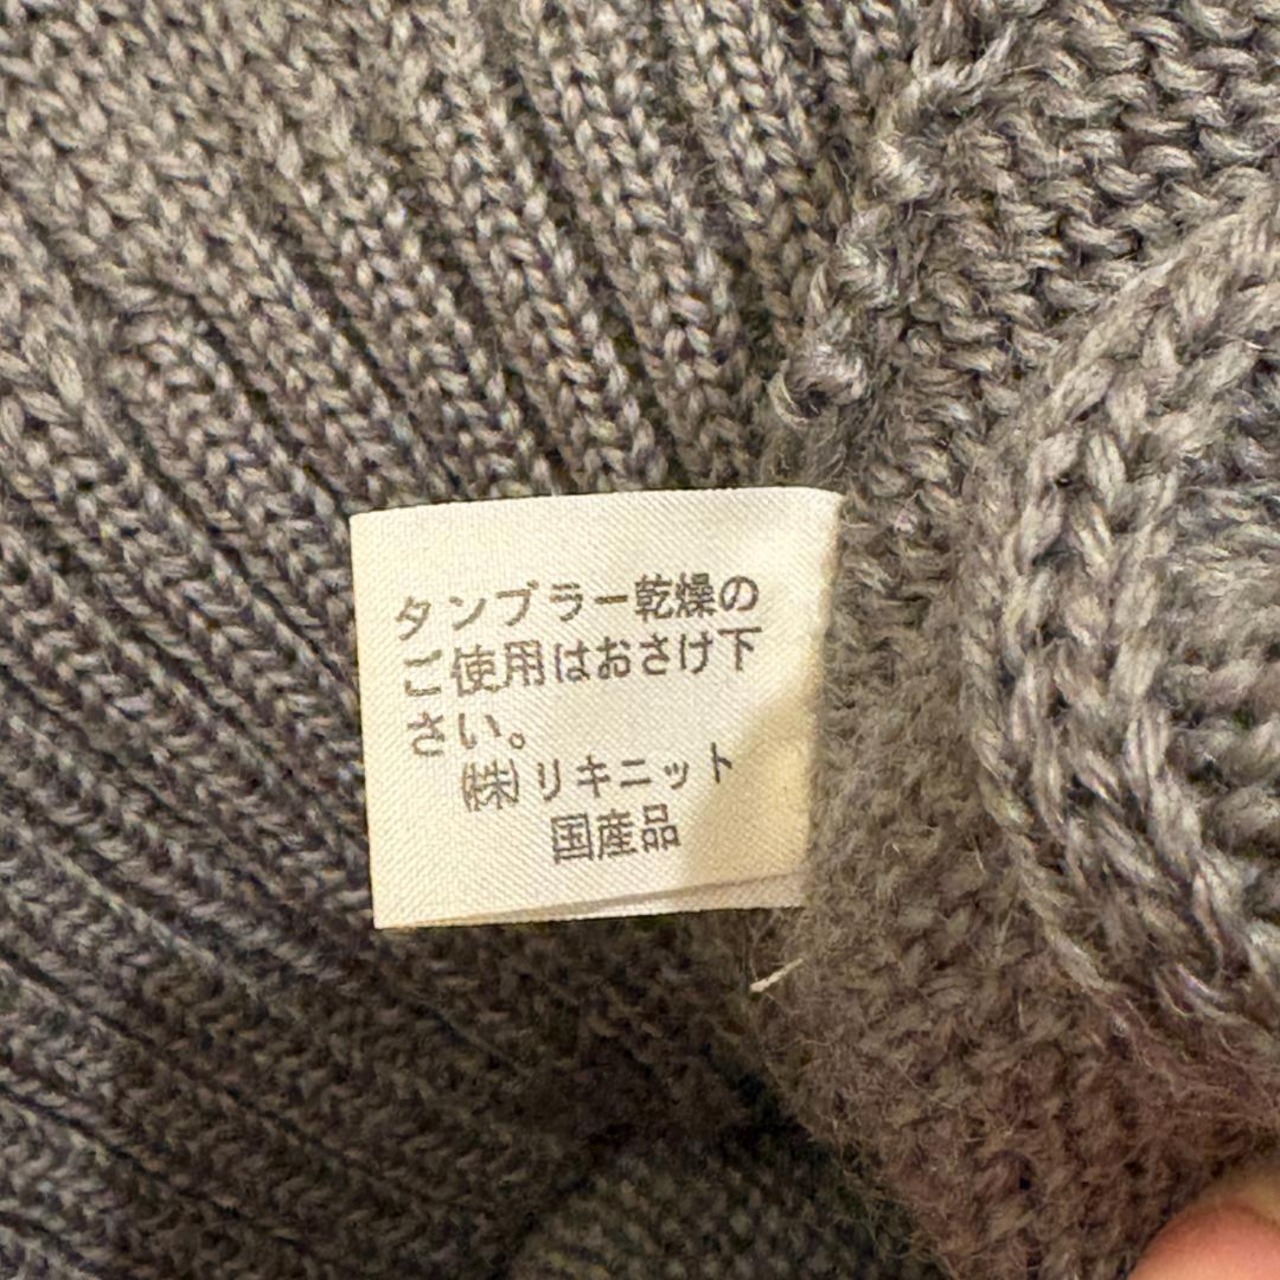 タンブラー乾燥の
ご使用はおさけ下
さい。
㈱リキニット
国産品